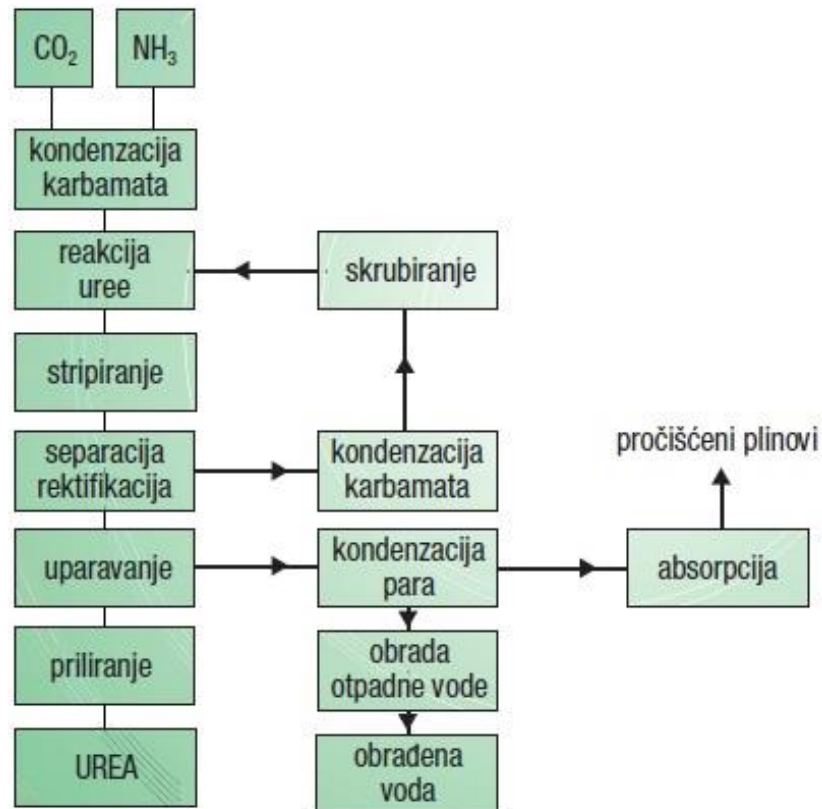 CO₂
NH₃
kondenzacija
karbamata
reakcija
uree
skrubiranje
stripiranje
separacija
rektifikacija
kondenzacija
karbamata
pročišćeni plinovi
uparavanje
kondenzacija
para
absorpcija
priliranje
obrada
otpadne vode
UREA
obrađena
voda